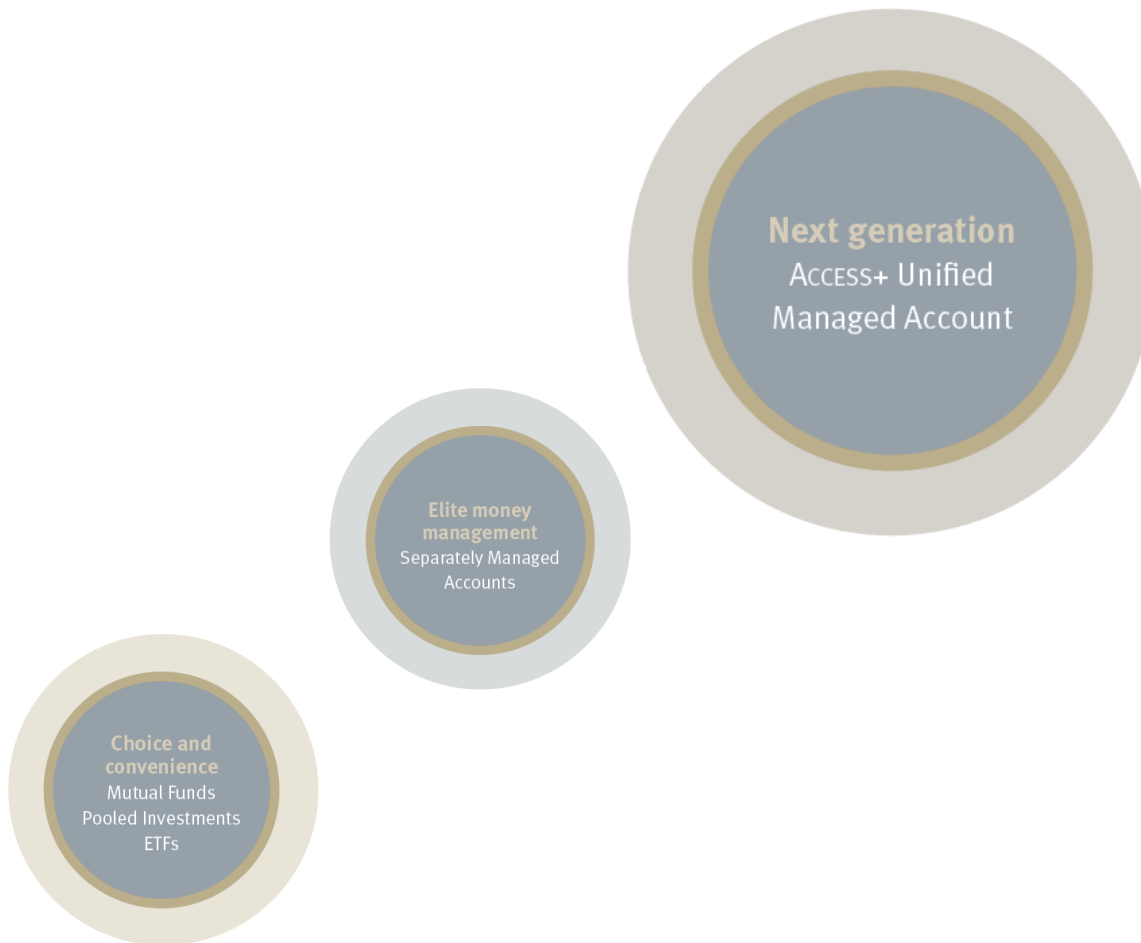 Next generation
ACCESS+ Unified
Managed Account
Elite money
management
Separately Managed
Accounts
Choice and
convenience
Mutual Funds
Pooled Investments
ETFs